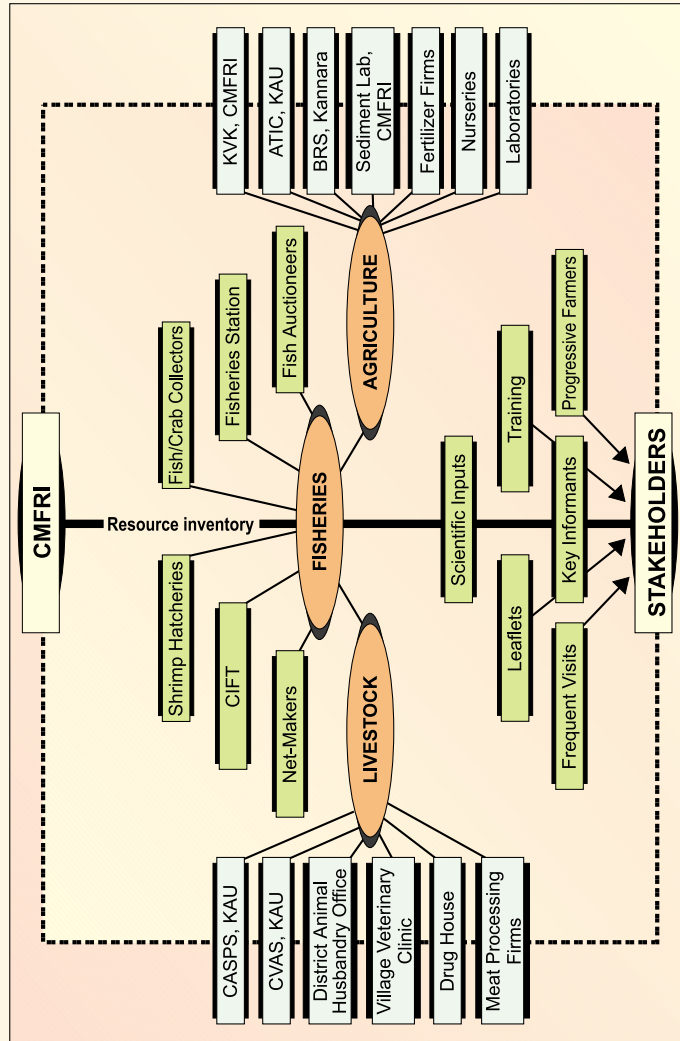 CMFRI
Resource inventory
Shrimp Hatcheries
CIFT
Net-Makers
Fish/Crab Collectors
Fisheries Station
Fish Auctioneers
FISHERIES
LIVESTOCK
AGRICULTURE
CASPS, KAU
CVAS, KAU
District Animal
Husbandry Office
Village Veterinary
Clinic
Drug House
Meat Processing
Firms
KVK, CMFRI
ATIC, KAU
BRS, Kannara
Sediment Lab,
CMFRI
Fertilizer Firms
Nurseries
Laboratories
Scientific Inputs
Leaflets
Training
Frequent Visits
Key Informants
Progressive Farmers
STAKEHOLDERS